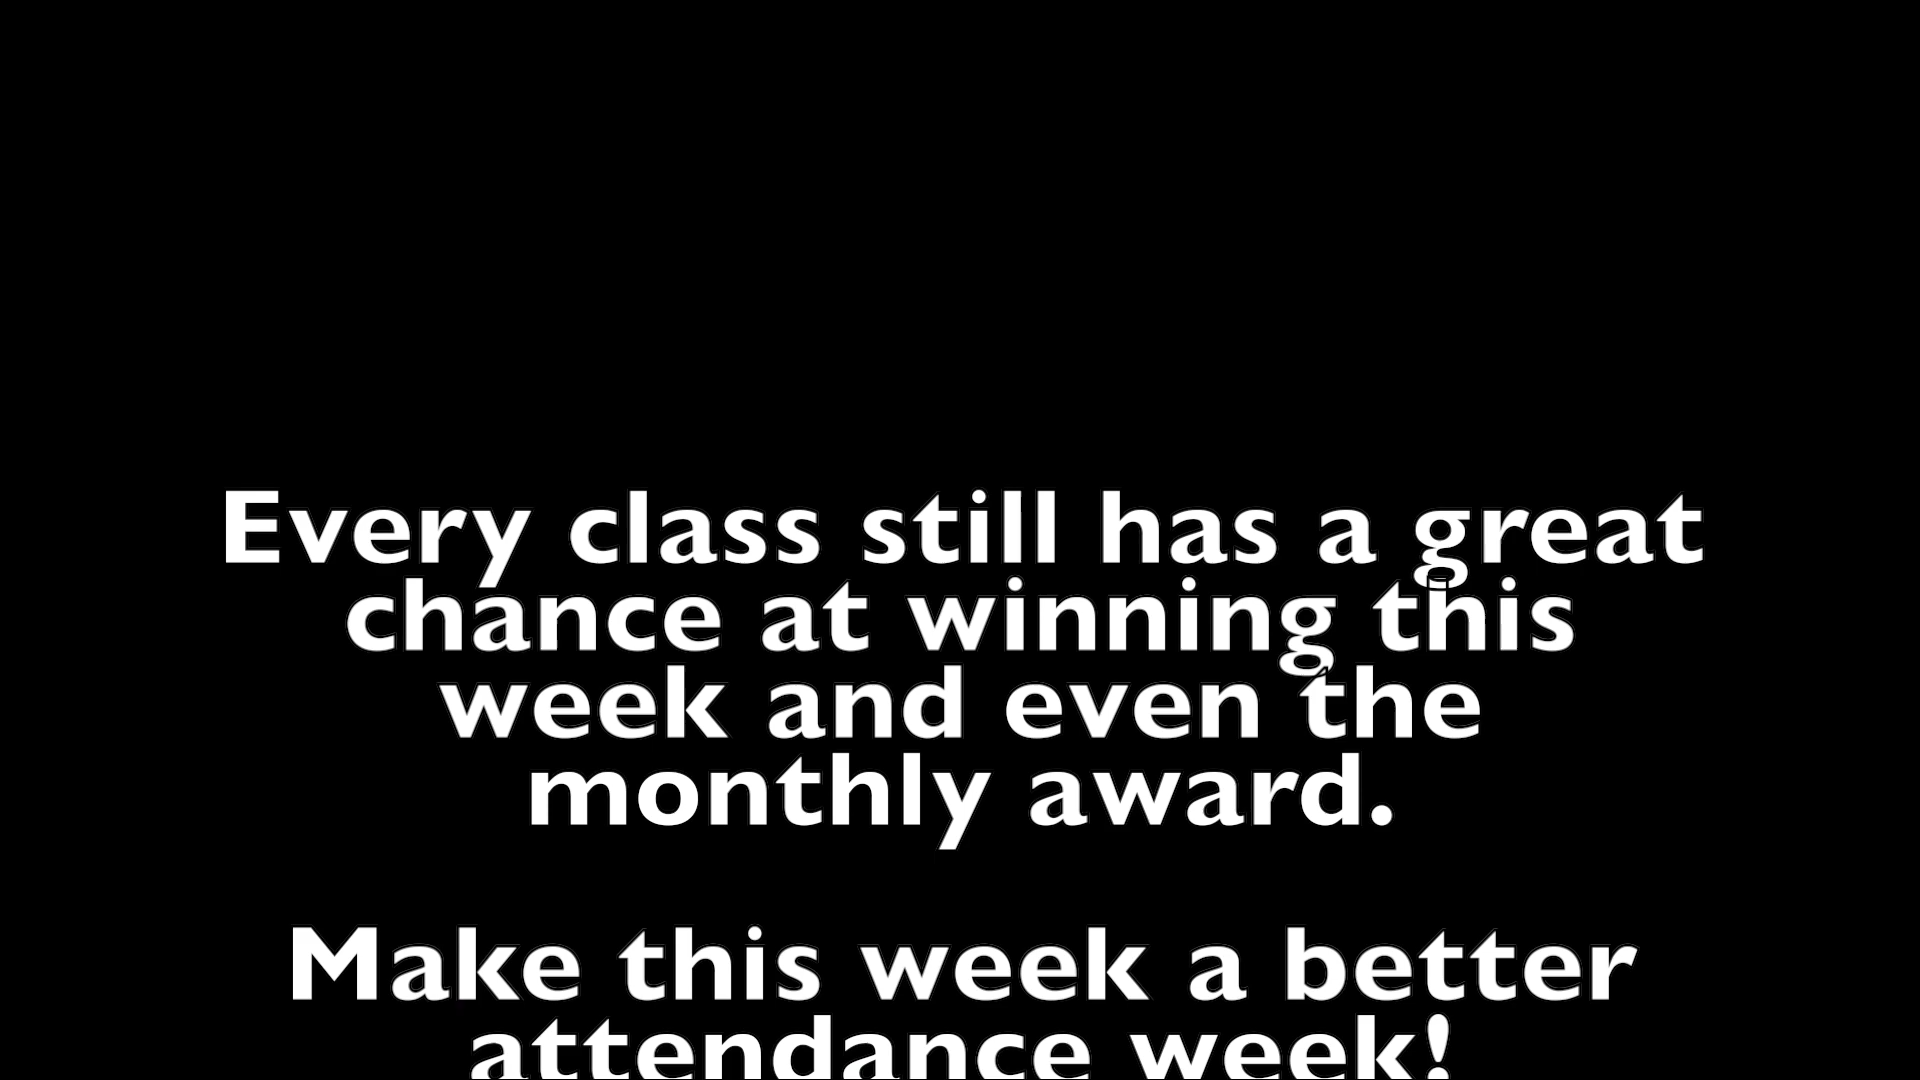 Every class still has a great
chance at winning this
week and even the
monthly award.
Make this week a better
attendance week!